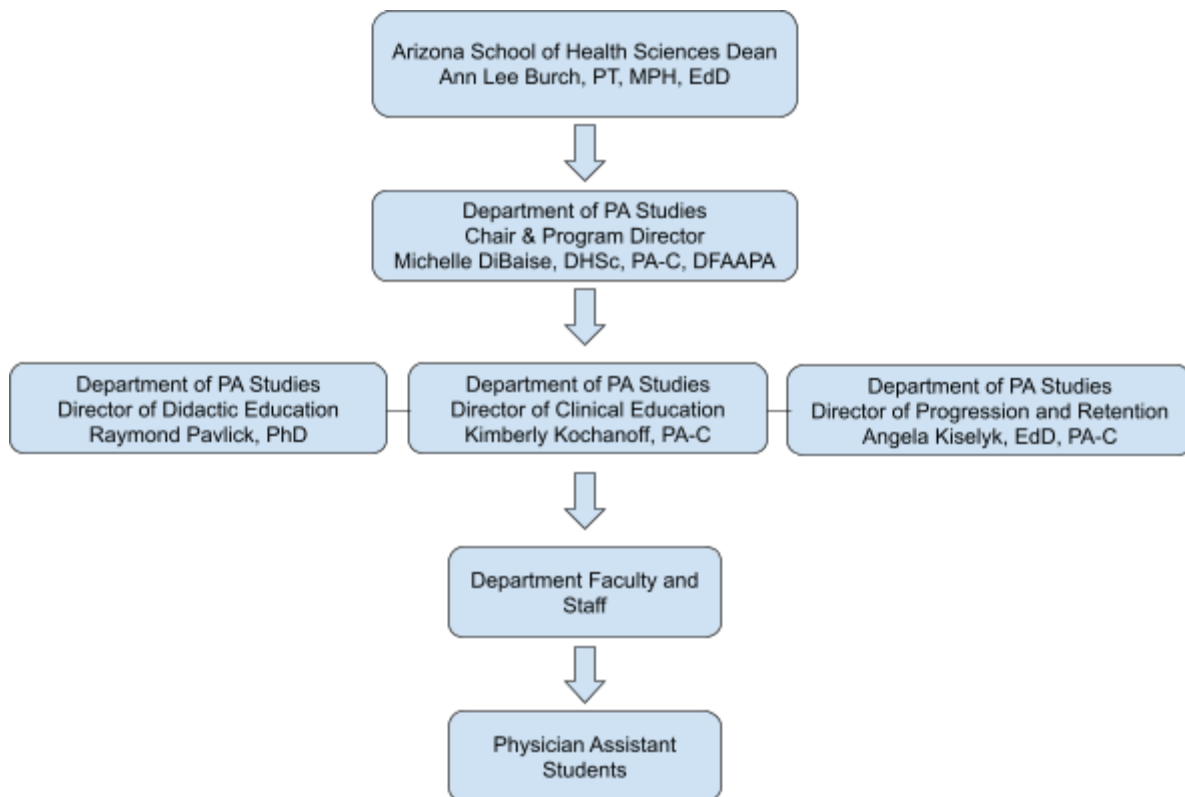 Arizona School of Health Sciences Dean
Ann Lee Burch, PT, MPH, EdD
Department of PA Studies
Chair & Program Director
Michelle DiBaise, DHSc, PA-C, DFAAPA
Department of PA Studies
Director of Didactic Education
Raymond Pavlick, PhD
Department of PA Studies
Director of Clinical Education
Kimberly Kochanoff, PA-C
Department of PA Studies
Director of Progression and Retention
Angela Kiselyk, EdD, PA-C
Department Faculty and
Staff
Physician Assistant
Students